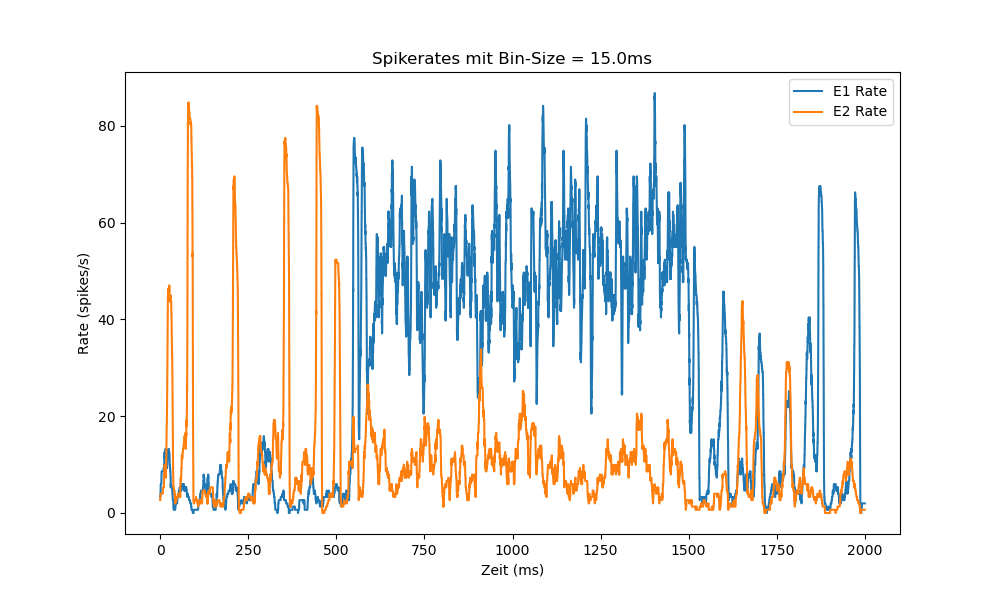 Spikerates mit Bin-Size = 15.0ms
E1 Rate
E2 Rate
80
60
40
20
0
Rate (spikes/s)
0 250 500 750 1000 1250 1500 1750 2000
Zeit (ms)